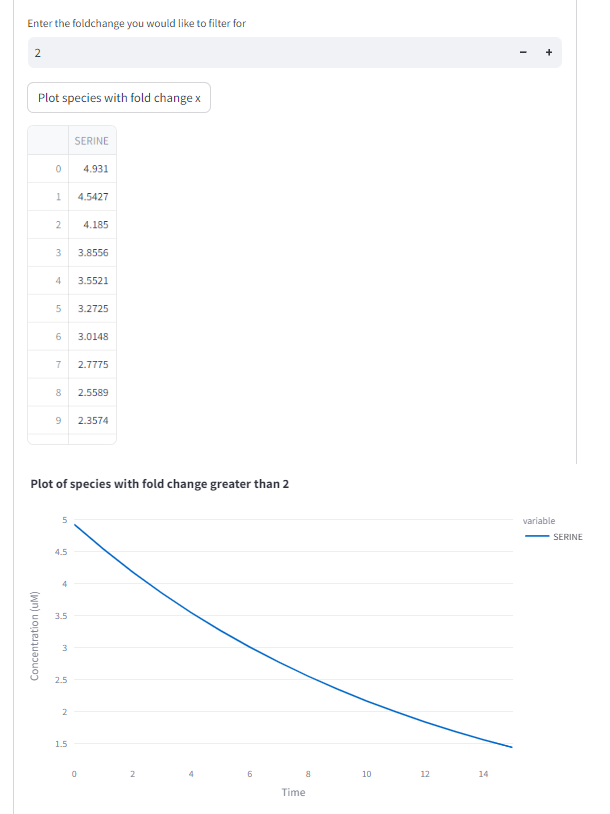 Enter the foldchange you would like to filter for
2 − +
Plot species with fold change x
SERINE
0 4.931
1 4.5427
2 4.185
3 3.8556
4 3.5521
5 3.2725
6 3.0148
7 2.7775
8 2.5589
9 2.3574
Plot of species with fold change greater than 2
variable
SERINE
5
4.5
4
3.5
3
2.5
2
1.5
Concentration (uM)
0 2 4 6 8 10 12 14
Time